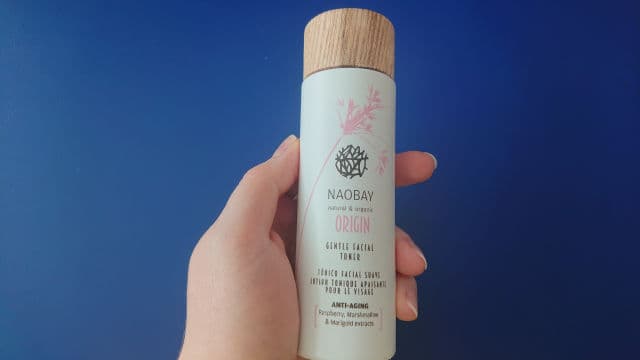 NAOBAY
natural & organic
ORIGIN
GENTLE FACIAL
TONER
TÓNICO FACIAL SUAVE
LOTION TONIQUE APAISANTE
POUR LE VISAGE
ANTI-AGING
Raspberry, Marshmallow
& Marigold extracts